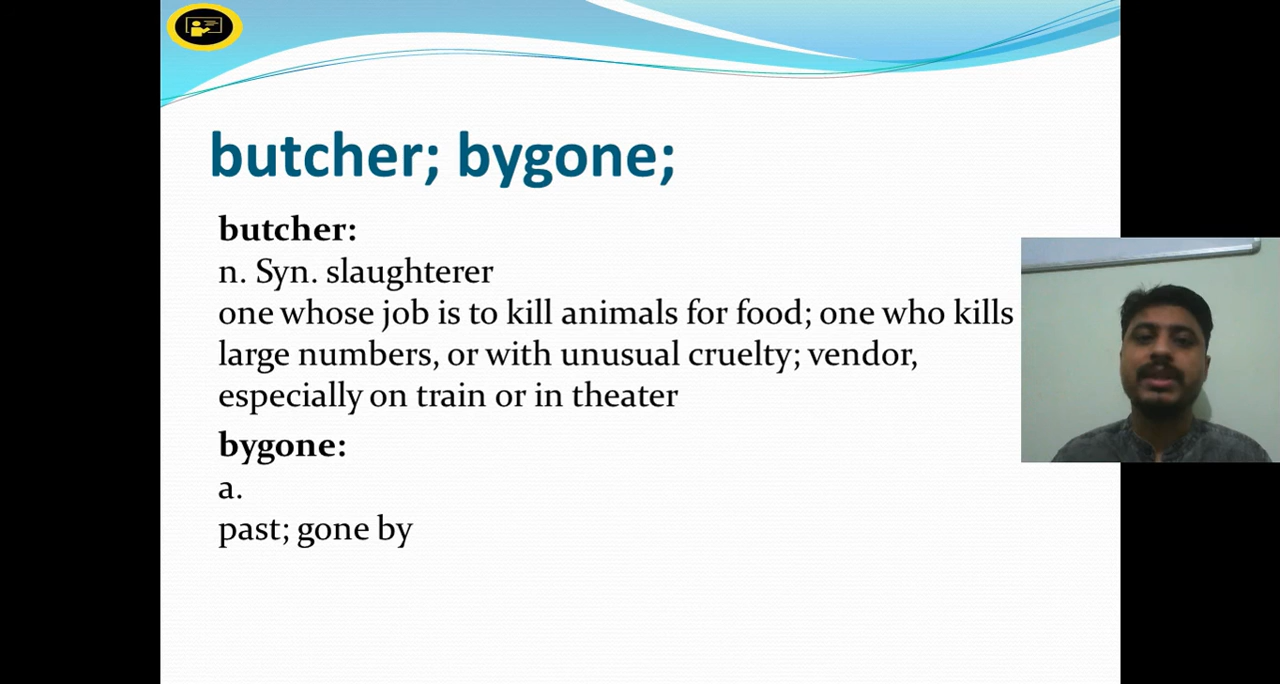 butcher; bygone;
butcher:
n. Syn. slaughterer
one whose job is to kill animals for food; one who kills
large numbers, or with unusual cruelty; vendor,
especially on train or in theater
bygone:
a.
past; gone by